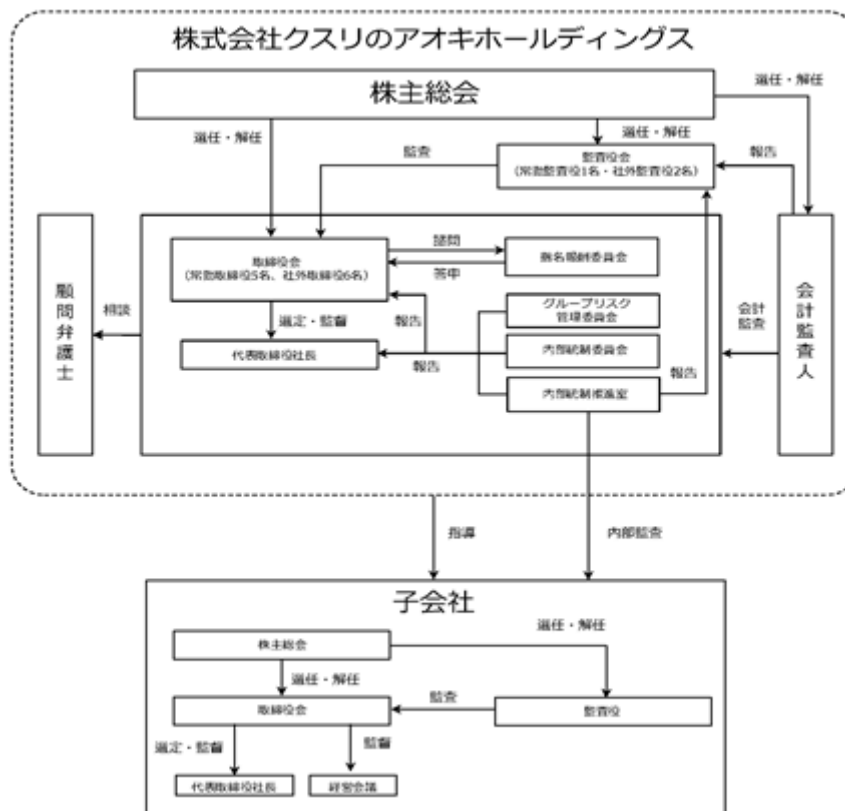 株式会社クスリのアオキホールディングス
株主総会
選任・解任
選任・解任
選任・解任
監査
監査役会
(常勤監査役1名・社外監査役2名)
報告
取締役会
(常勤取締役5名、社外取締役6名)
諮問
答申
指名報酬委員会
顧問弁護士
相談
選定・監督
報告
グループリスク
管理委員会
会計
監査
会計監査人
代表取締役社長
報告
内部統制委員会
報告
内部統制推進室
指導
内部監査
子会社
株主総会
選任・解任
選任・解任
取締役会
監査
監査役
選定・監督
監督
代表取締役社長
経営会議